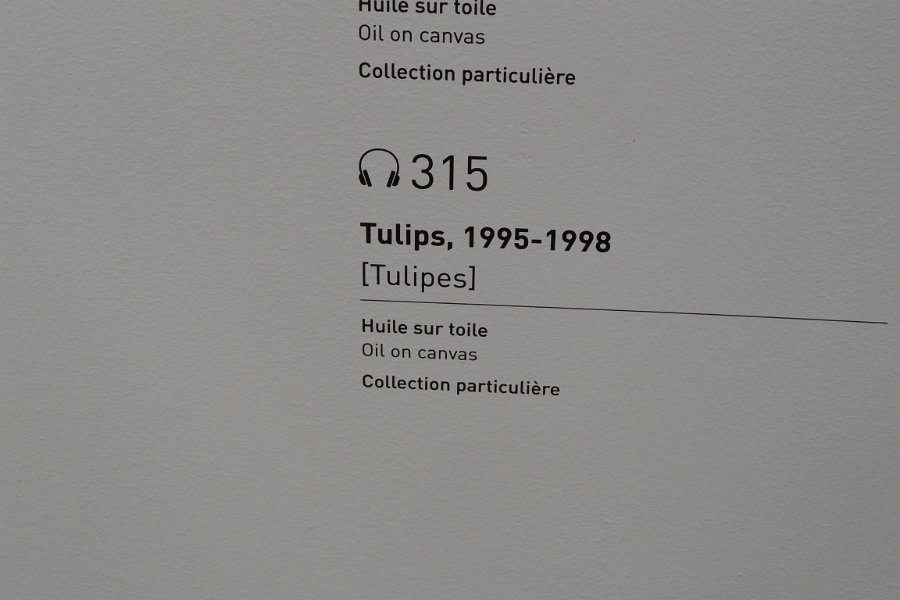 Huile sur toile
Oil on canvas
Collection particulière
315
Tulips, 1995-1998
[Tulipes]
Huile sur toile
Oil on canvas
Collection particulière